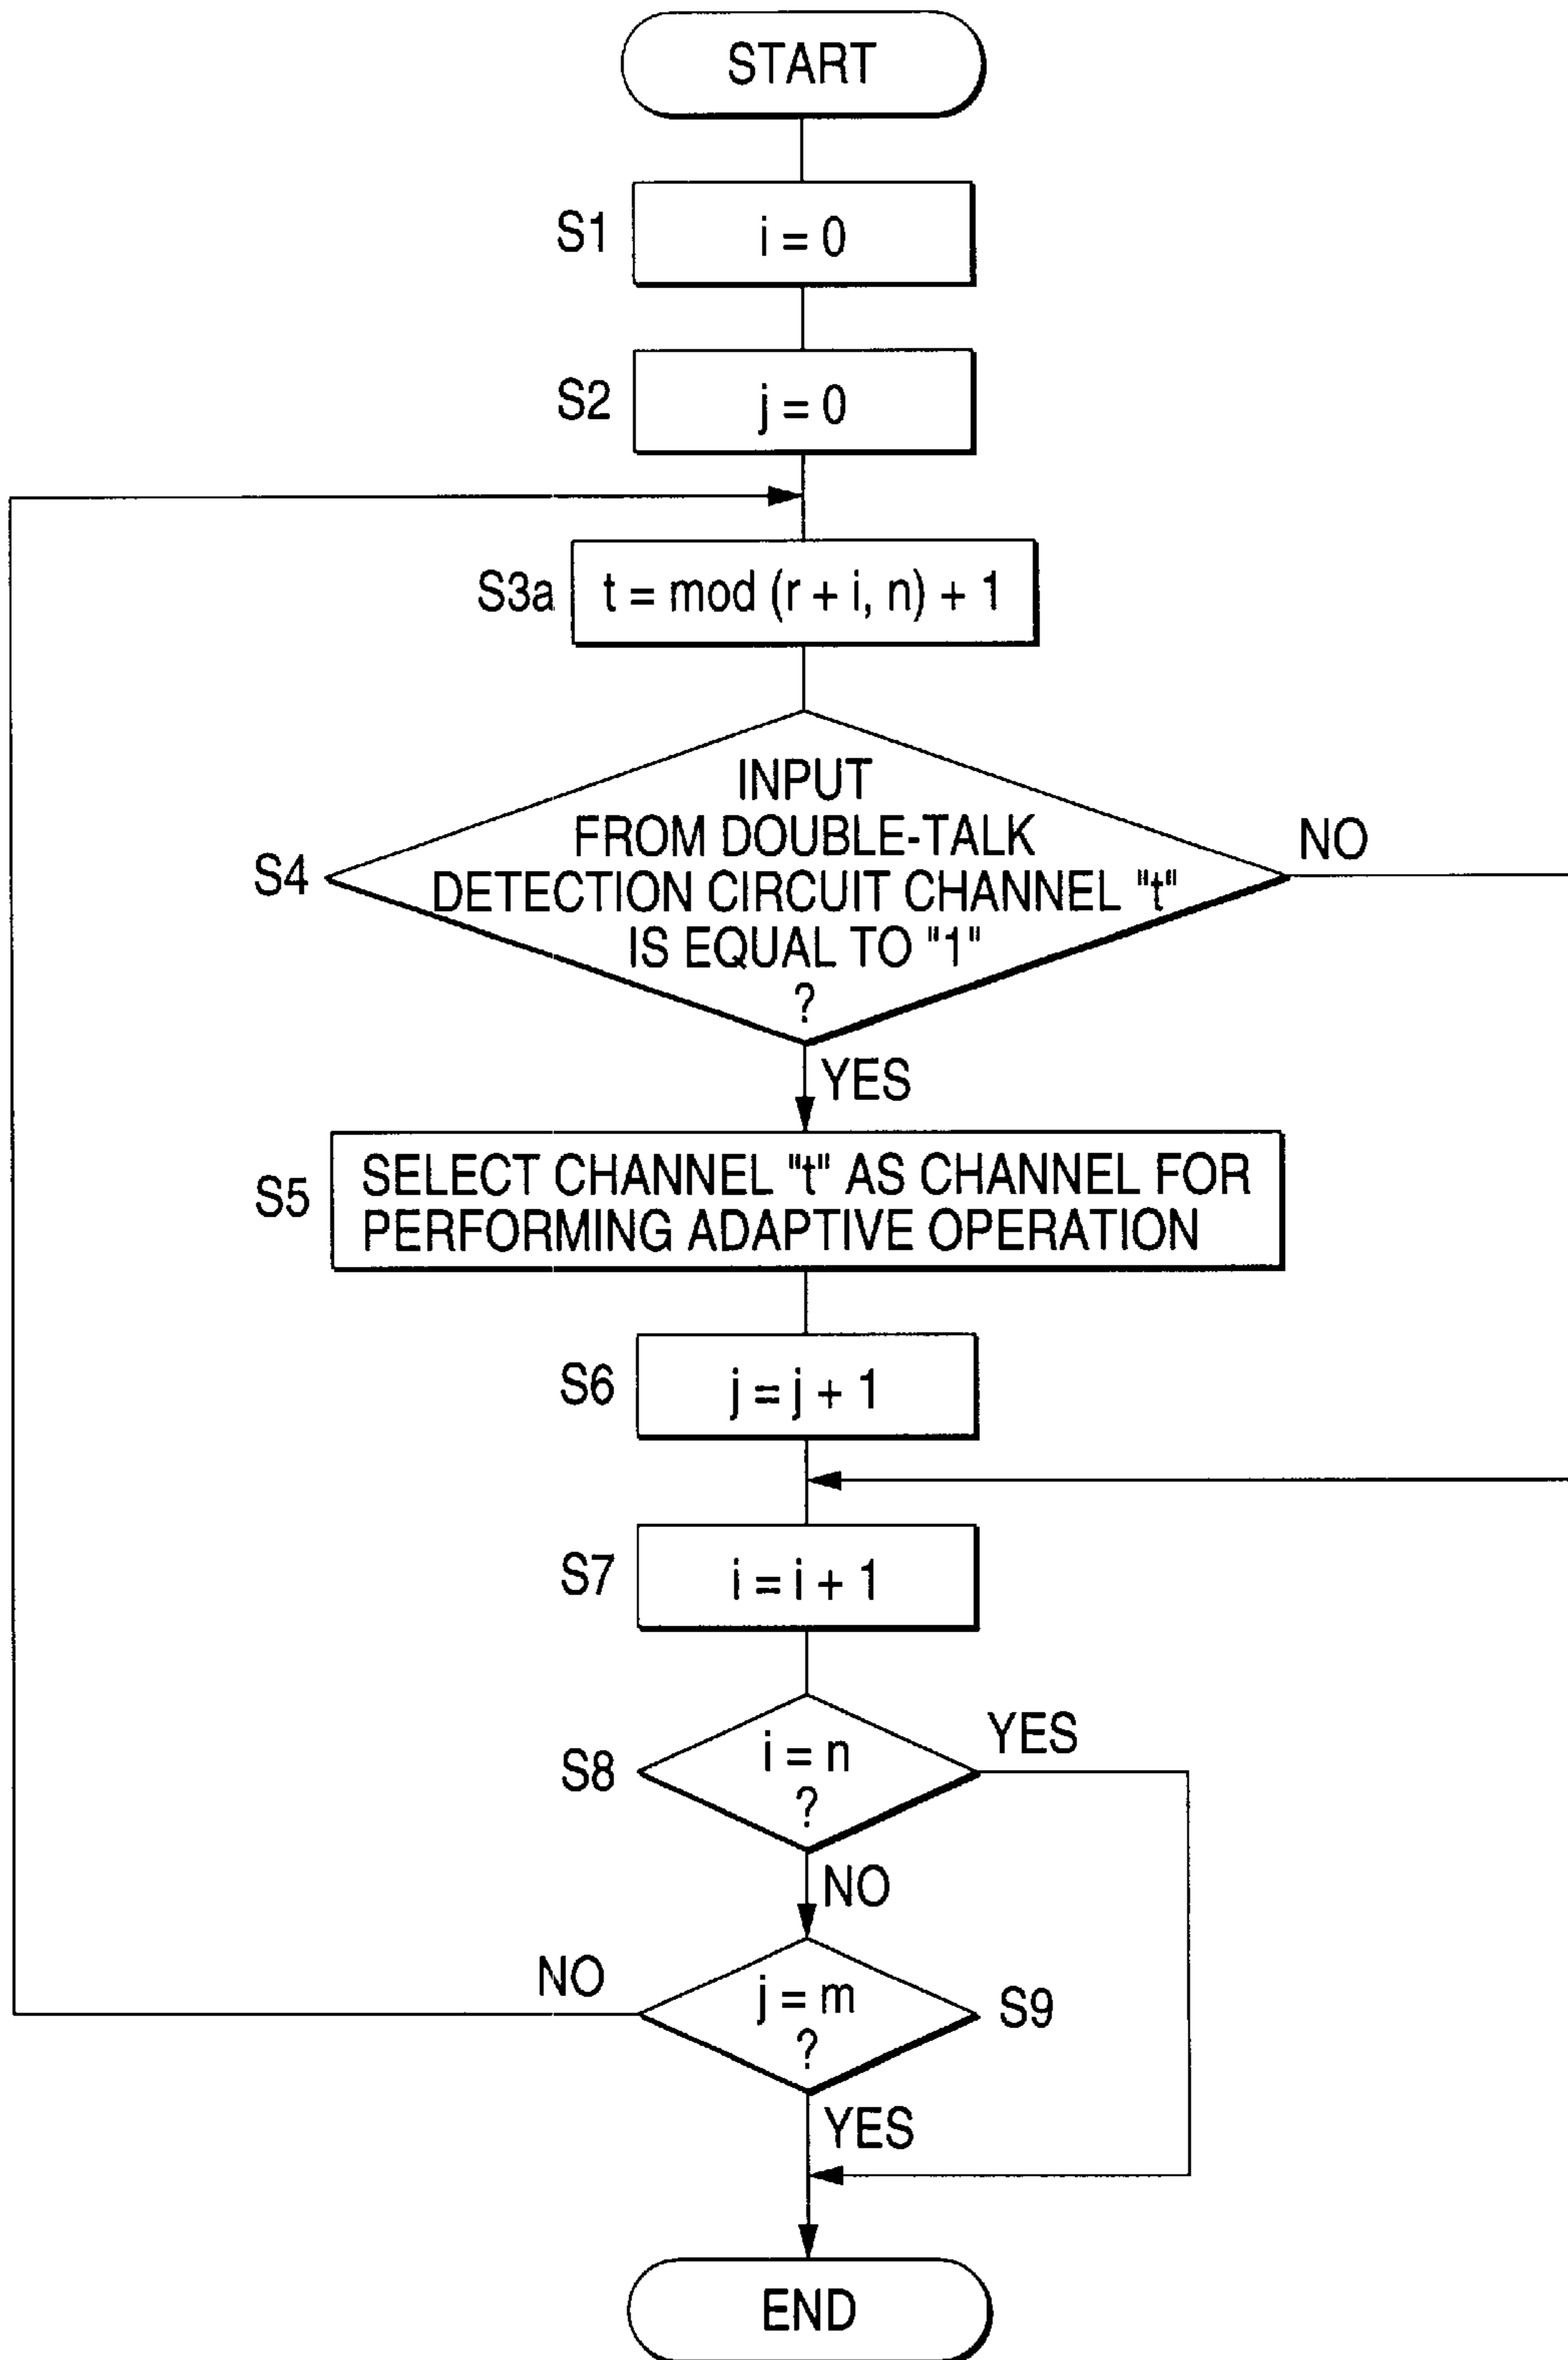 START
S1
i = 0
S2
j = 0
S3a
t = mod (r + i, n) + 1
INPUT
FROM DOUBLE-TALK
DETECTION CIRCUIT CHANNEL "t"
IS EQUAL TO "1"
?
S4
NO
YES
S5
SELECT CHANNEL "t" AS CHANNEL FOR
PERFORMING ADAPTIVE OPERATION
S6
j = j + 1
S7
i = i + 1
S8
i = n
?
YES
NO
NO
j = m
?
S9
YES
END